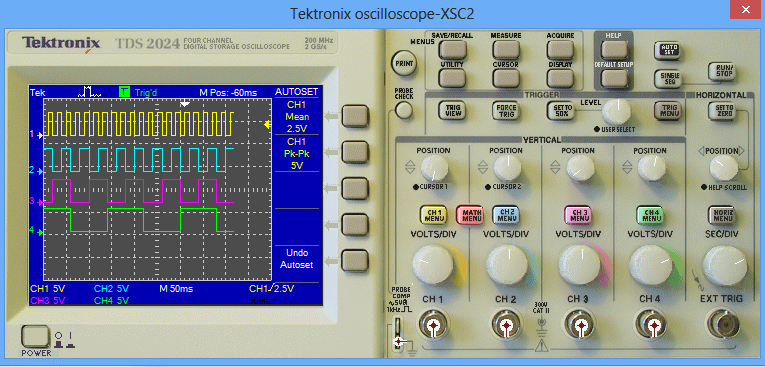 Tektronix oscilloscope-XSC2
Tektronix TDS 2024 FOUR CHANNEL DIGITAL STORAGE OSCILLOSCOPE 200 MHz 2 GS/s
Tek T Trig'd M Pos: -60ms AUTOSET
CH1
Mean
2.5V
CH1
Pk-Pk
5V
Undo
Autoset
1
2
3
4
CH1 5V CH2 5V M 50ms CH1 2.5V
CH3 5V CH4 5V
POWER
O I
MENUS
SAVE/RECALL MEASURE ACQUIRE HELP
UTILITY CURSOR DISPLAY DEFAULT SETUP
PRINT
AUTO SET
SINGLE SEQ
RUN/STOP
PROBE CHECK
TRIGGER
HORIZONTAL
TRIG VIEW
FORCE TRIG
SET TO 50%
LEVEL
USER SELECT
TRIG MENU
SET TO ZERO
VERTICAL
POSITION POSITION POSITION POSITION POSITION
CURSOR 1 CURSOR 2 HELP SCROLL
CH 1 MENU
MATH MENU
CH 2 MENU
CH 3 MENU
CH 4 MENU
HORIZ MENU
VOLTS/DIV VOLTS/DIV VOLTS/DIV VOLTS/DIV SEC/DIV
PROBE COMP
~5V
1kHz
CH 1 CH 2 CH 3 CH 4 EXT TRIG
300V
CAT II